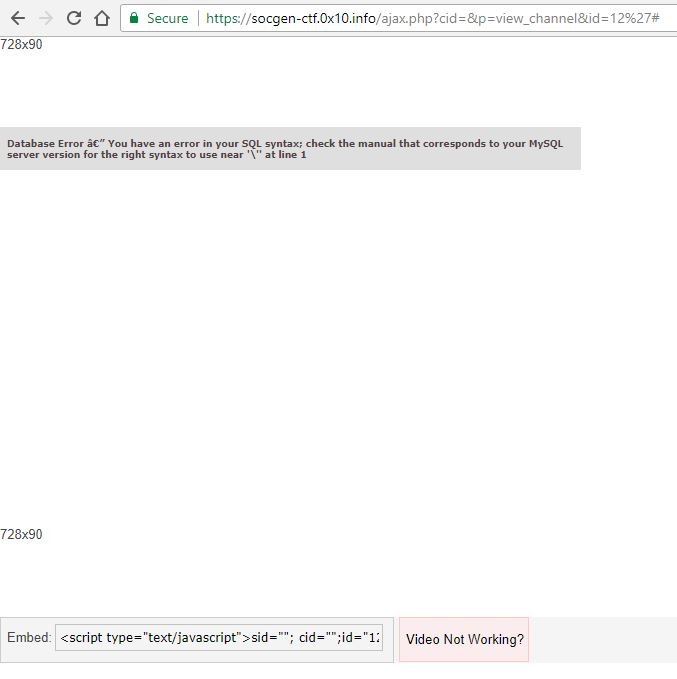 Secure https://socgen-ctf.0x10.info/ajax.php?cid=&p=view_channel&id=12%27#
728x90
Database Error â€” You have an error in your SQL syntax; check the manual that corresponds to your MySQL
server version for the right syntax to use near '\'' at line 1
728x90
Embed: <script type="text/javascript">sid=""; cid="";id="12 Video Not Working?